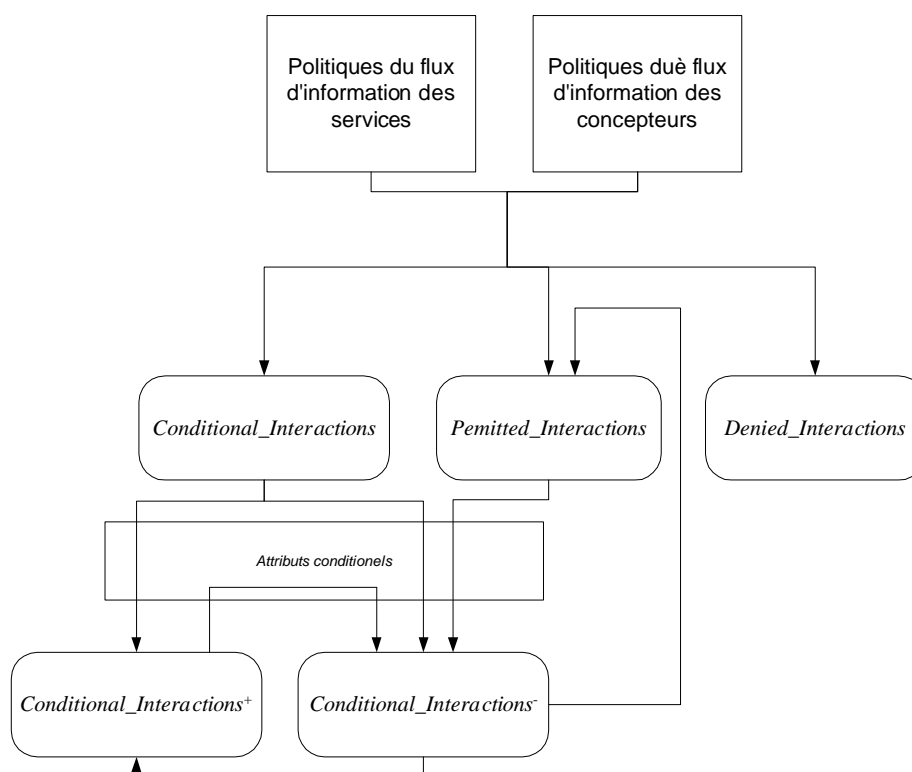 Politiques du flux
d'information des
services
Politiques duè flux
d'information des
concepteurs
Conditional_Interactions
Pemitted_Interactions
Denied_Interactions
Attributs conditionels
Conditional_Interactions⁺
Conditional_Interactions⁻